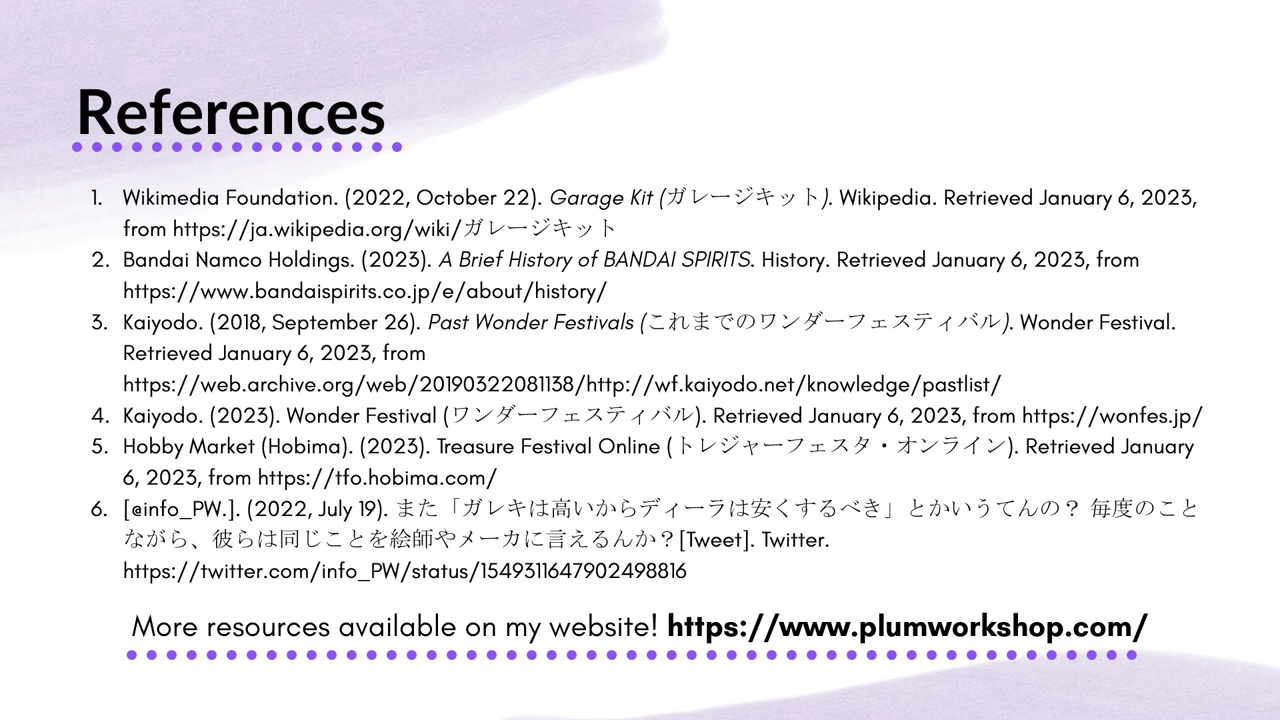 References
1. Wikimedia Foundation. (2022, October 22). Garage Kit (ガレージキット). Wikipedia. Retrieved January 6, 2023,
from https://ja.wikipedia.org/wiki/ガレージキット
2. Bandai Namco Holdings. (2023). A Brief History of BANDAI SPIRITS. History. Retrieved January 6, 2023, from
https://www.bandaispirits.co.jp/e/about/history/
3. Kaiyodo. (2018, September 26). Past Wonder Festivals (これまでのワンダーフェスティバル). Wonder Festival.
Retrieved January 6, 2023, from
https://web.archive.org/web/20190322081138/http://wf.kaiyodo.net/knowledge/pastlist/
4. Kaiyodo. (2023). Wonder Festival (ワンダーフェスティバル). Retrieved January 6, 2023, from https://wonfes.jp/
5. Hobby Market (Hobima). (2023). Treasure Festival Online (トレジャーフェスタ・オンライン). Retrieved January
6, 2023, from https://tfo.hobima.com/
6. [@info_PW.]. (2022, July 19). また「ガレキは高いからディーラは安くするべき」とかいうてんの？ 毎度のこと
ながら、彼らは同じことを絵師やメーカに言えるんか？[Tweet]. Twitter.
https://twitter.com/info_PW/status/1549311647902498816
More resources available on my website! https://www.plumworkshop.com/